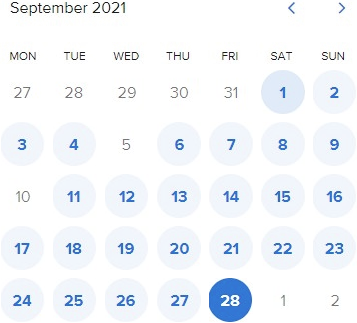 September 2021
MON TUE WED THU FRI SAT SUN
27 28 29 30 31 1 2
3 4 5 6 7 8 9
10 11 12 13 14 15 16
17 18 19 20 21 22 23
24 25 26 27 28 1 2